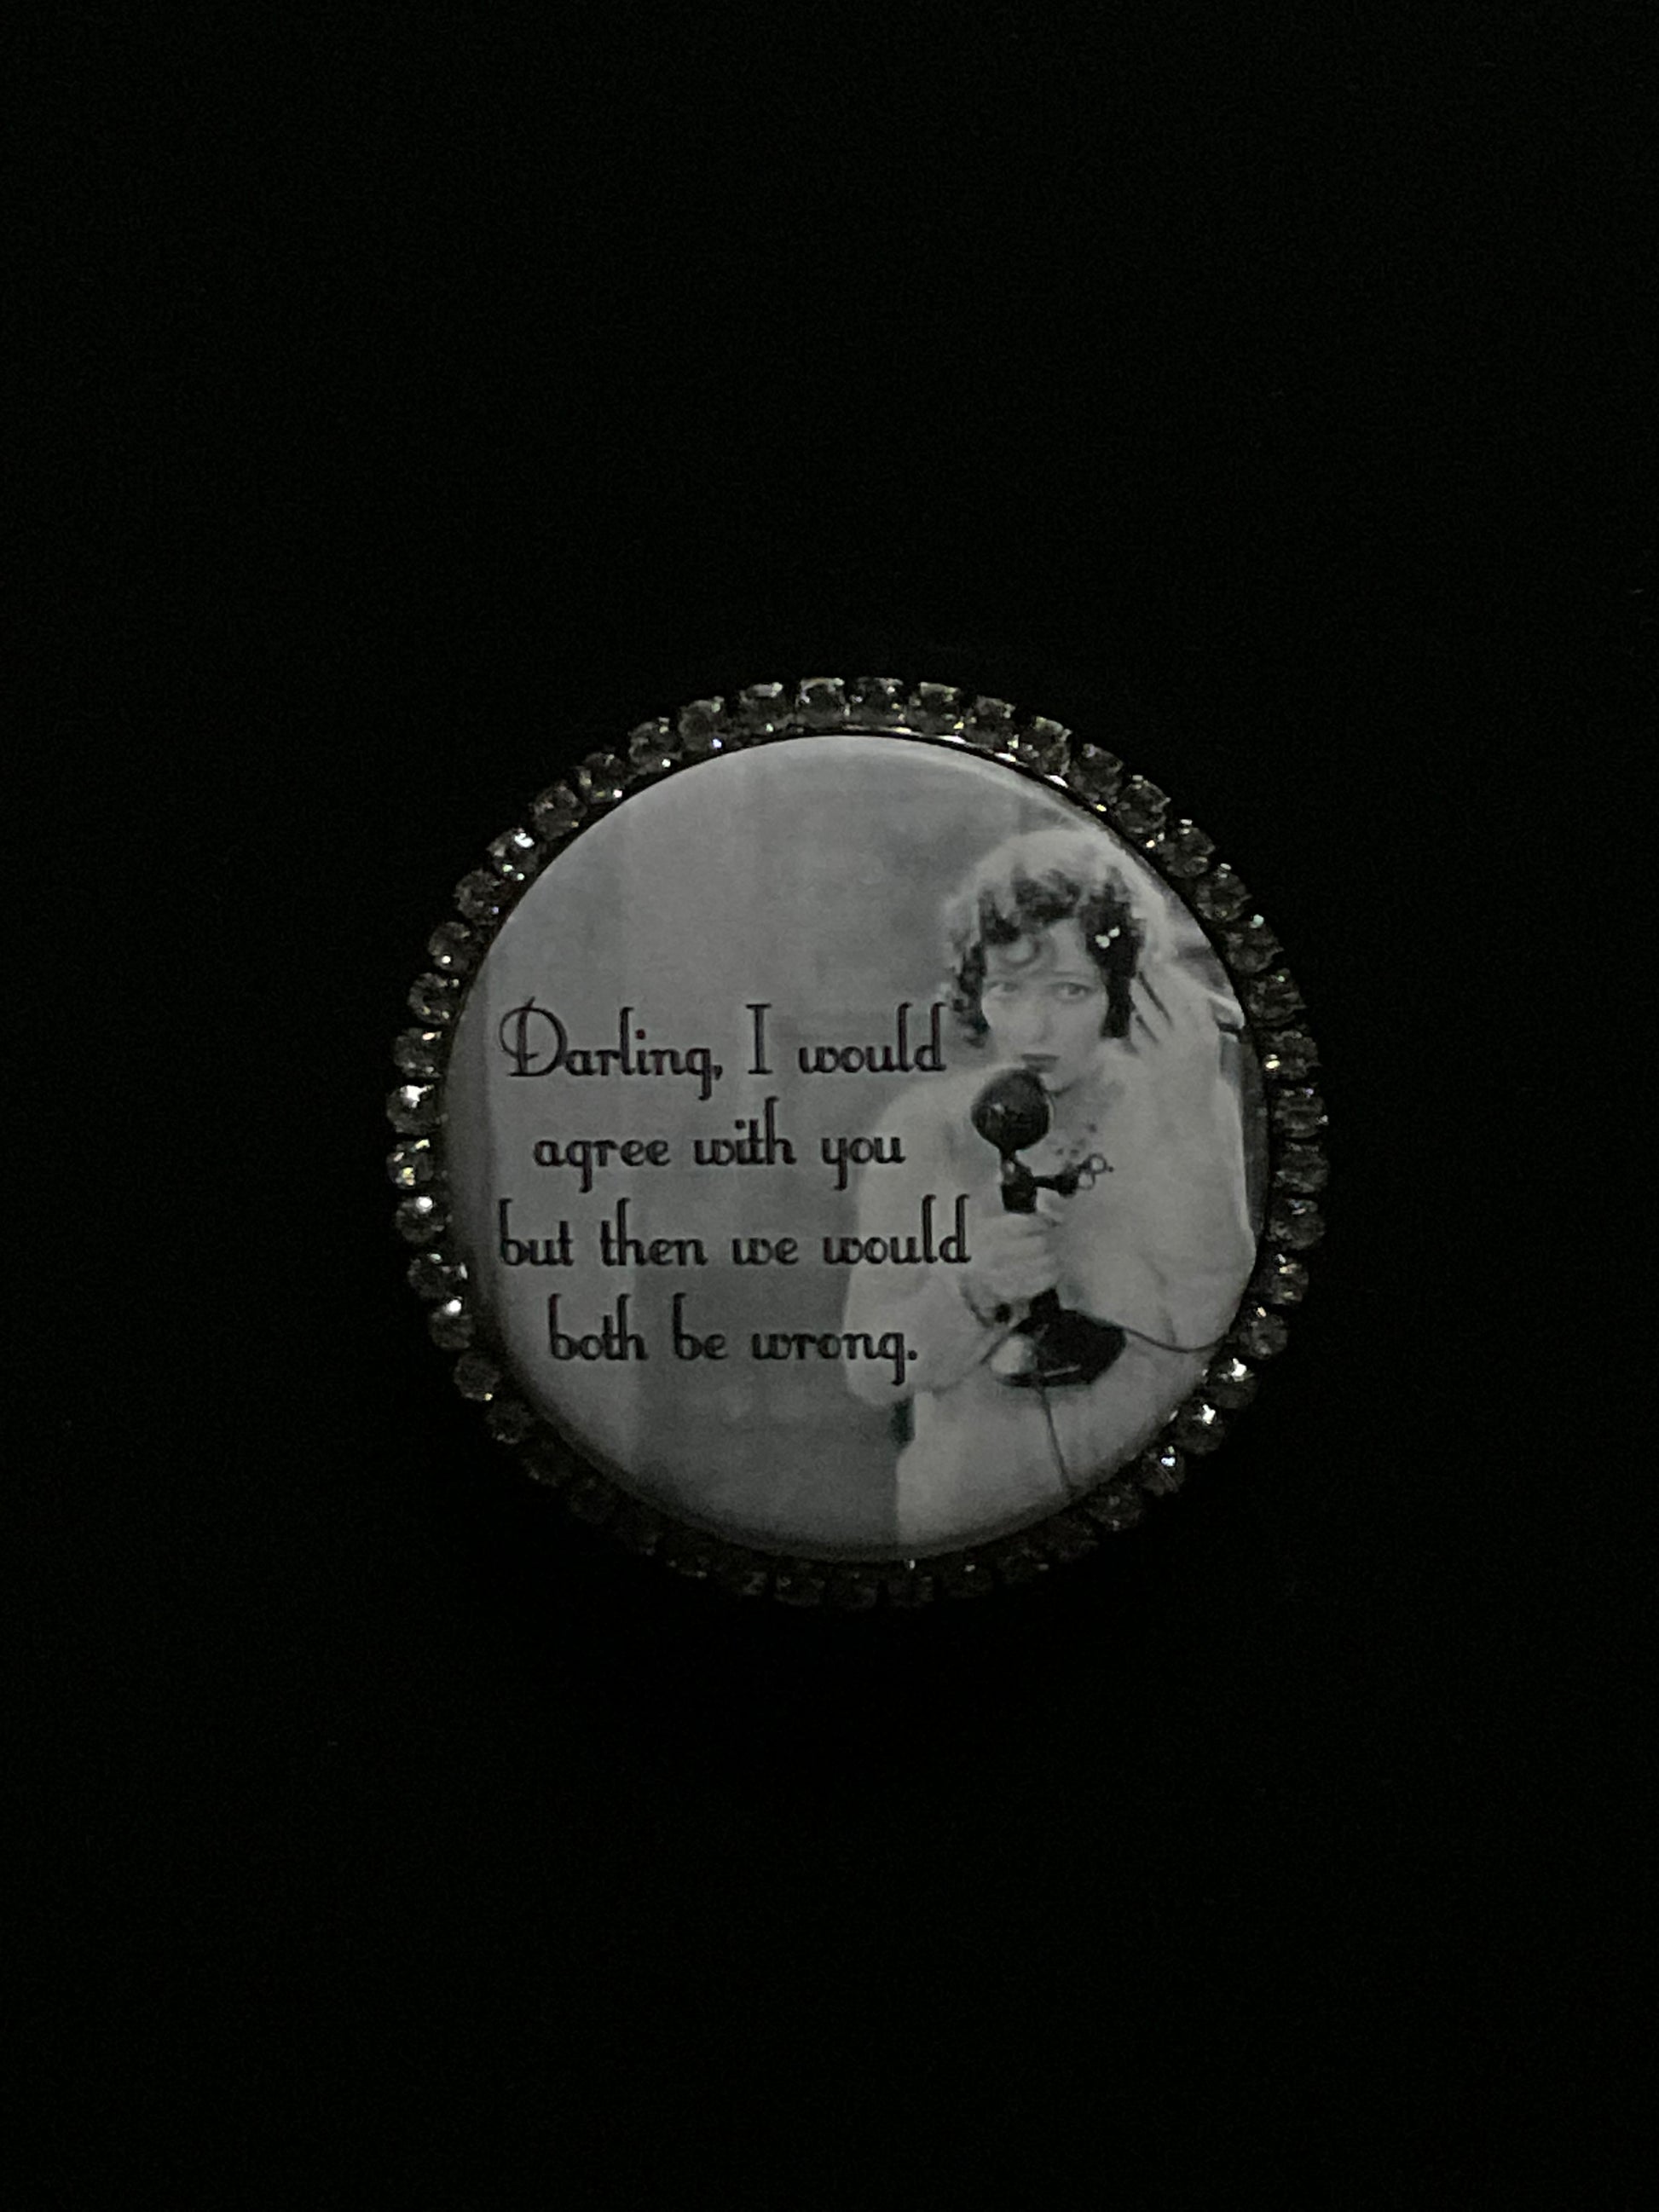 Darling, I would
agree with you
but then we would
both be wrong.